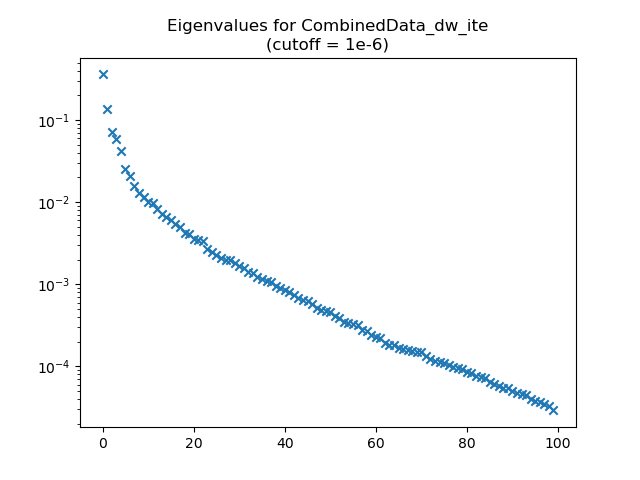 Eigenvalues for CombinedData_dw_ite
(cutoff = 1e-6)
10⁻¹
10⁻²
10⁻³
10⁻⁴
0 20 40 60 80 100